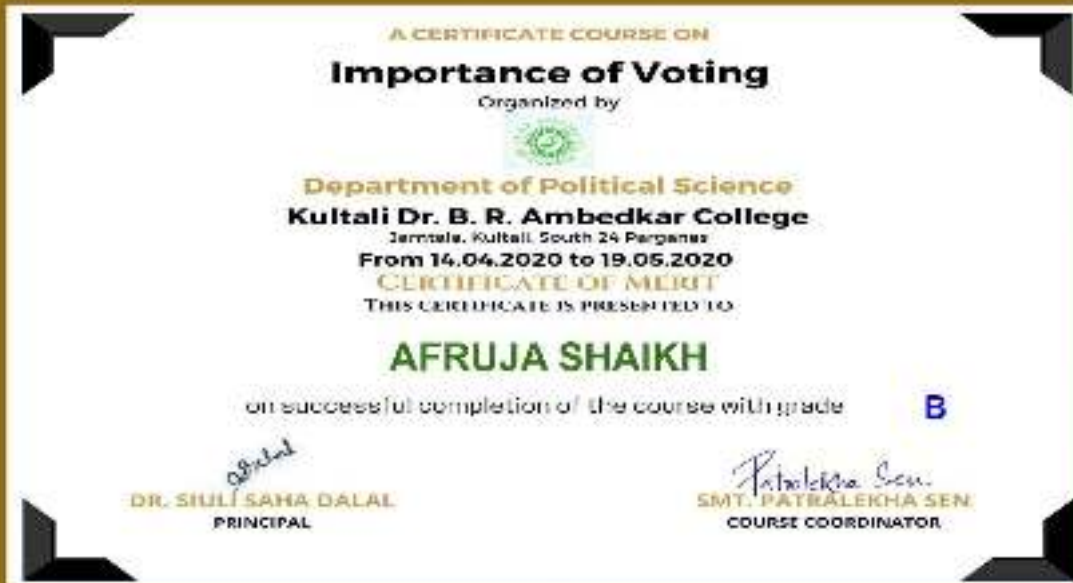 A CERTIFICATE COURSE ON
Importance of Voting
Organized by
Department of Political Science
Kultali Dr. B. R. Ambedkar College
Jamtala, Kultali, South 24 Parganas
From 14.04.2020 to 19.05.2020
CERTIFICATE OF MERIT
THIS CERTIFICATE IS PRESENTED TO
AFRUJA SHAIKH
on successful completion of the course with grade B
Patralekha Sen.
DR. SIULI SAHA DALAL
SMT. PATRALEKHA SEN
PRINCIPAL
COURSE COORDINATOR